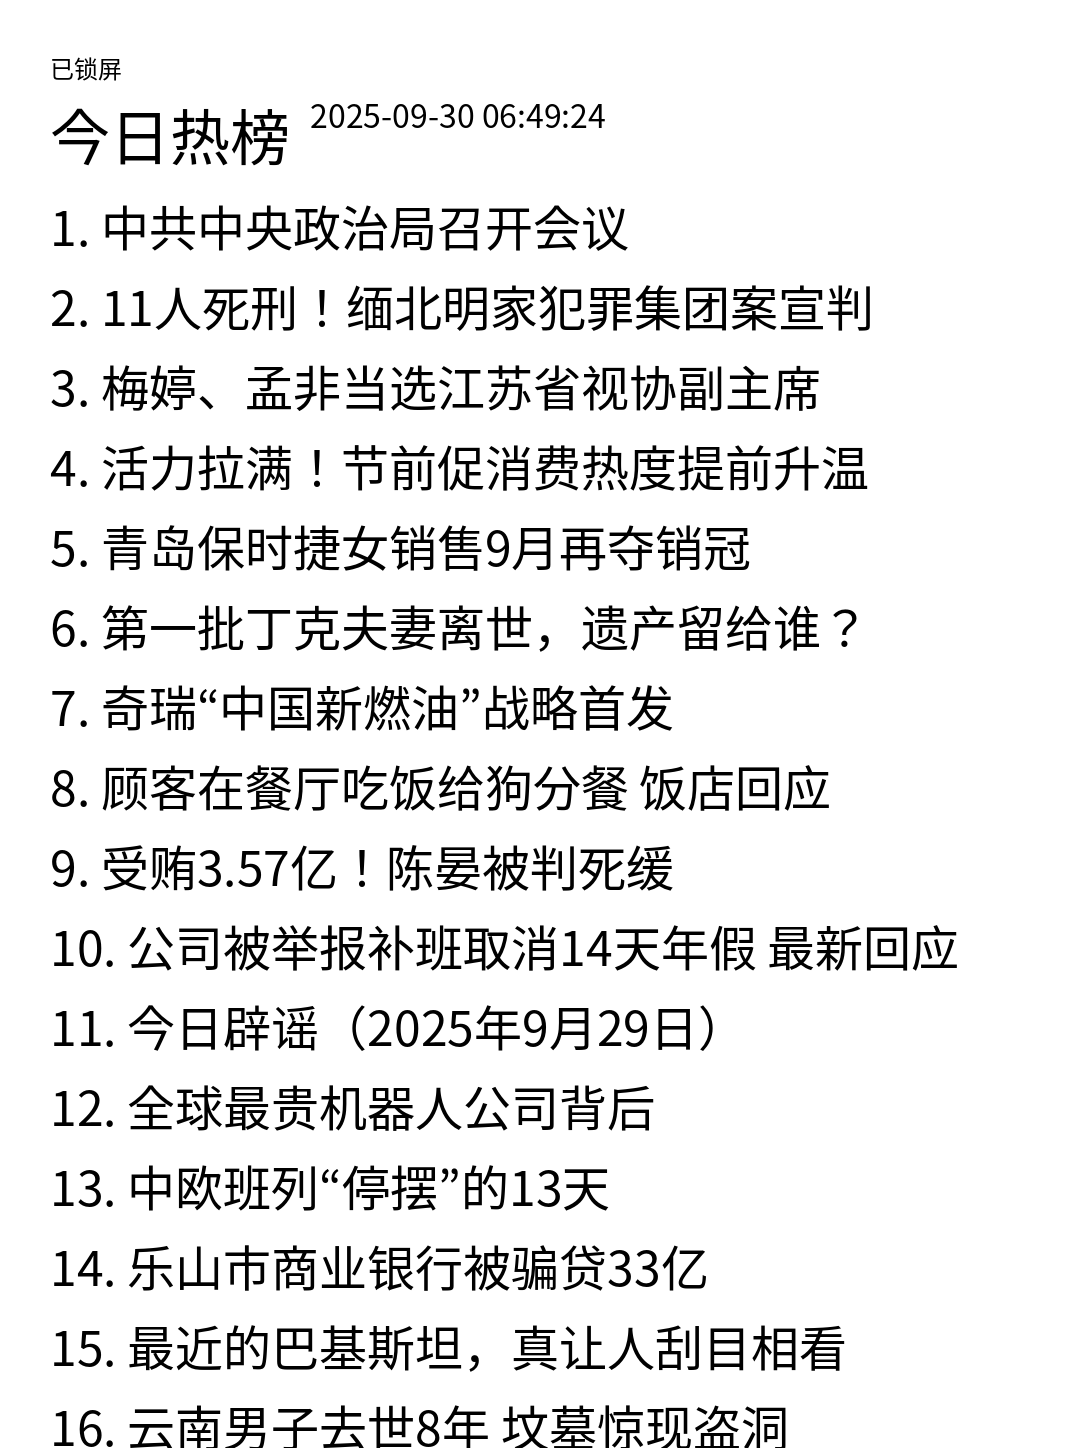 已锁屏
今日热榜 2025-09-30 06:49:24
1. 中共中央政治局召开会议
2. 11人死刑！缅北明家犯罪集团案宣判
3. 梅婷、孟非当选江苏省视协副主席
4. 活力拉满！节前促消费热度提前升温
5. 青岛保时捷女销售9月再夺销冠
6. 第一批丁克夫妻离世，遗产留给谁？
7. 奇瑞“中国新燃油”战略首发
8. 顾客在餐厅吃饭给狗分餐 饭店回应
9. 受贿3.57亿！陈晏被判死缓
10. 公司被举报补班取消14天年假 最新回应
11. 今日辟谣（2025年9月29日）
12. 全球最贵机器人公司背后
13. 中欧班列“停摆”的13天
14. 乐山市商业银行被骗贷33亿
15. 最近的巴基斯坦，真让人刮目相看
16. 云南男子去世8年 坟墓惊现盗洞